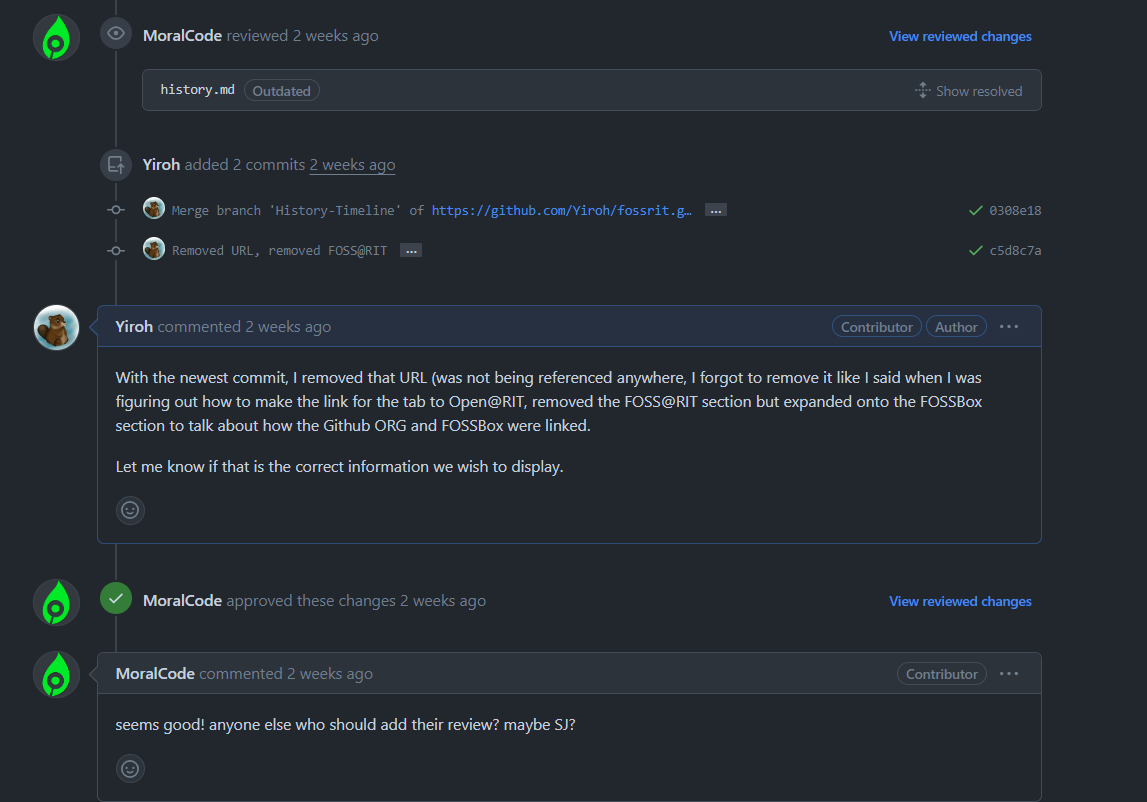 MoralCode reviewed 2 weeks ago View reviewed changes
history.md Outdated Show resolved
Yiroh added 2 commits 2 weeks ago
Merge branch 'History-Timeline' of https://github.com/Yiroh/fossrit.g… ... 0308e18
Removed URL, removed FOSS@RIT ... c5d8c7a
Yiroh commented 2 weeks ago Contributor Author ...
With the newest commit, I removed that URL (was not being referenced anywhere, I forgot to remove it like I said when I was
figuring out how to make the link for the tab to Open@RIT, removed the FOSS@RIT section but expanded onto the FOSSBox
section to talk about how the Github ORG and FOSSBox were linked.
Let me know if that is the correct information we wish to display.
MoralCode approved these changes 2 weeks ago View reviewed changes
MoralCode commented 2 weeks ago Contributor ...
seems good! anyone else who should add their review? maybe SJ?